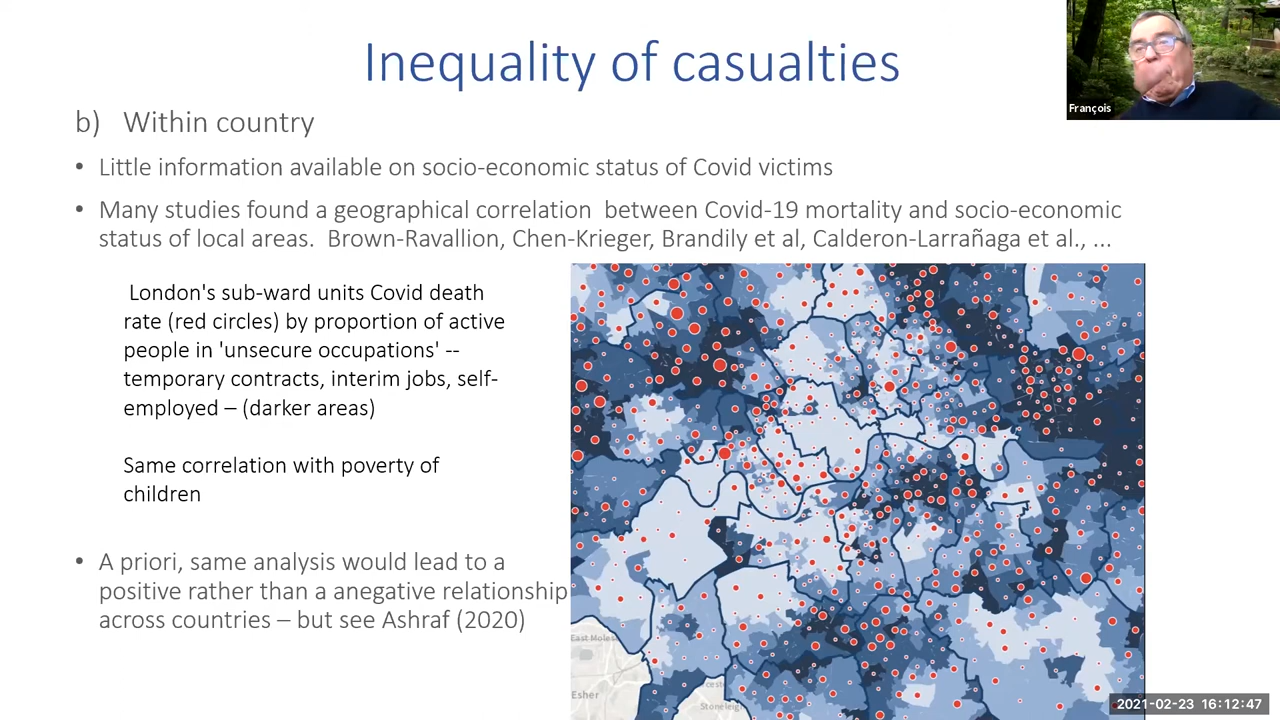 Inequality of casualties
François
b) Within country
• Little information available on socio-economic status of Covid victims
• Many studies found a geographical correlation between Covid-19 mortality and socio-economic
status of local areas. Brown-Ravallion, Chen-Krieger, Brandily et al, Calderon-Larrañaga et al., ...
London's sub-ward units Covid death
rate (red circles) by proportion of active
people in 'unsecure occupations' --
temporary contracts, interim jobs, self-
employed – (darker areas)
Same correlation with poverty of
children
• A priori, same analysis would lead to a
positive rather than a anegative relationship
across countries – but see Ashraf (2020)
East Moles
Esher
Stoneleig
2021-02-23 16:12:47